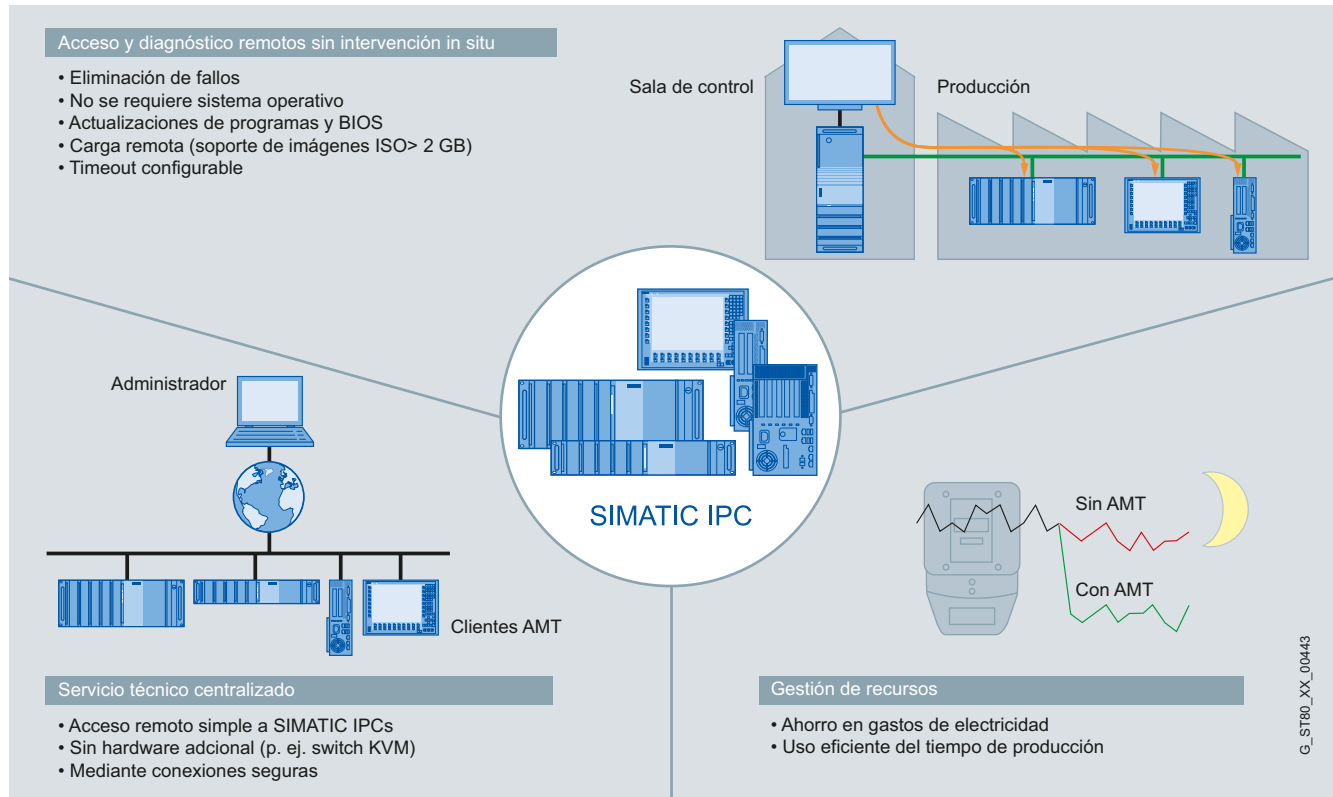 Acceso y diagnóstico remotos sin intervención in situ
• Eliminación de fallos
• No se requiere sistema operativo
• Actualizaciones de programas y BIOS
• Carga remota (soporte de imágenes ISO> 2 GB)
• Timeout configurable
Sala de control
Producción
SIMATIC IPC
Administrador
Clientes AMT
Servicio técnico centralizado
• Acceso remoto simple a SIMATIC IPCs
• Sin hardware adcional (p. ej. switch KVM)
• Mediante conexiones seguras
Sin AMT
Con AMT
Gestión de recursos
• Ahorro en gastos de electricidad
• Uso eficiente del tiempo de producción
G_ST80_XX_00443